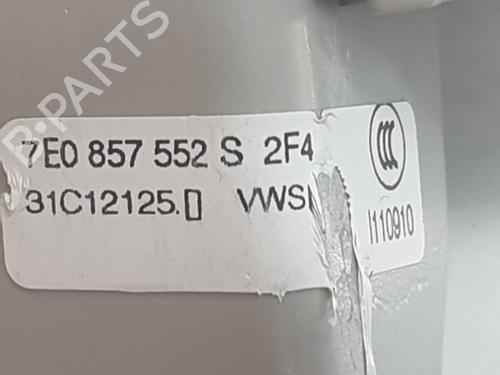 B-PARTS
7E0 857 552 S 2F4
31C12125.▯ VWS
I110910